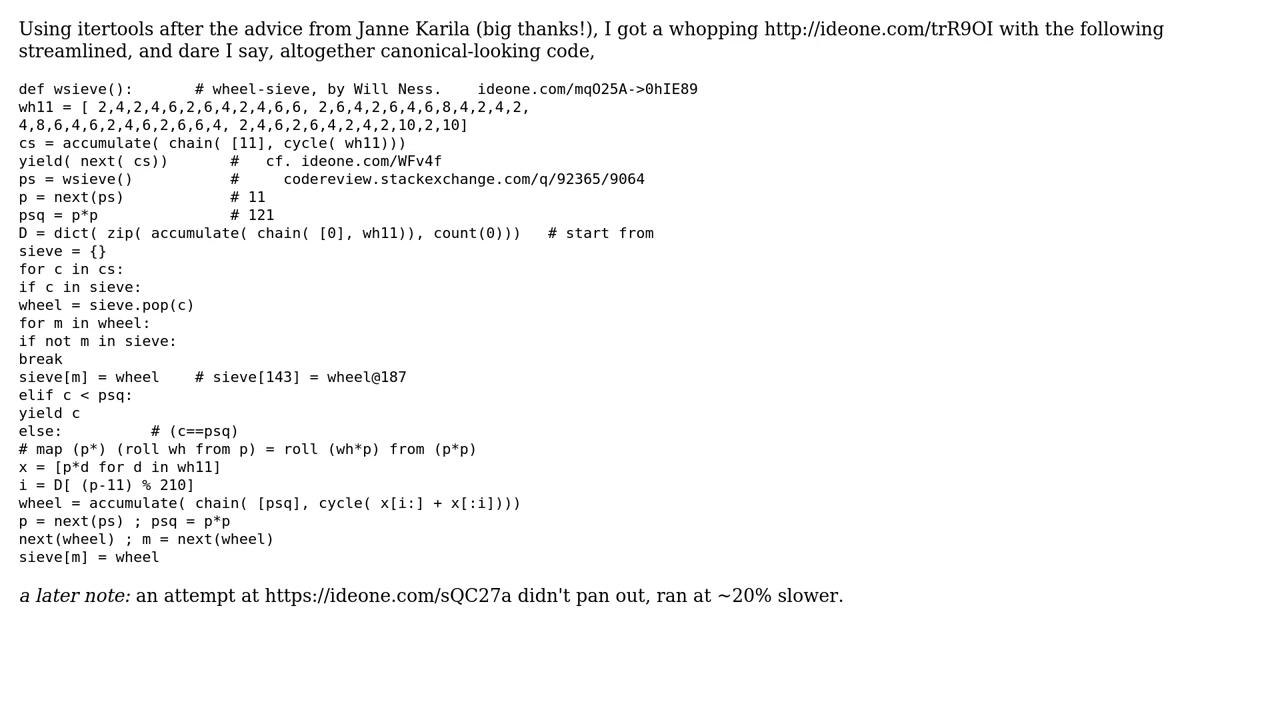 Using itertools after the advice from Janne Karila (big thanks!), I got a whopping http://ideone.com/trR9OI with the following
streamlined, and dare I say, altogether canonical-looking code,
def wsieve():       # wheel-sieve, by Will Ness.    ideone.com/mqO25A->0hIE89
wh11 = [ 2,4,2,4,6,2,6,4,2,4,6,6, 2,6,4,2,6,4,6,8,4,2,4,2,
4,8,6,4,6,2,4,6,2,6,6,4, 2,4,6,2,6,4,2,4,2,10,2,10]
cs = accumulate( chain( [11], cycle( wh11)))
yield( next( cs))       #   cf. ideone.com/WFv4f
ps = wsieve()           #     codereview.stackexchange.com/q/92365/9064
p = next(ps)            # 11
psq = p*p               # 121
D = dict( zip( accumulate( chain( [0], wh11)), count(0)))   # start from
sieve = {}
for c in cs:
if c in sieve:
wheel = sieve.pop(c)
for m in wheel:
if not m in sieve:
break
sieve[m] = wheel    # sieve[143] = wheel@187
elif c < psq:
yield c
else:          # (c==psq)
# map (p*) (roll wh from p) = roll (wh*p) from (p*p)
x = [p*d for d in wh11]
i = D[ (p-11) % 210]
wheel = accumulate( chain( [psq], cycle( x[i:] + x[:i])))
p = next(ps) ; psq = p*p
next(wheel) ; m = next(wheel)
sieve[m] = wheel
a later note: an attempt at https://ideone.com/sQC27a didn't pan out, ran at ~20% slower.